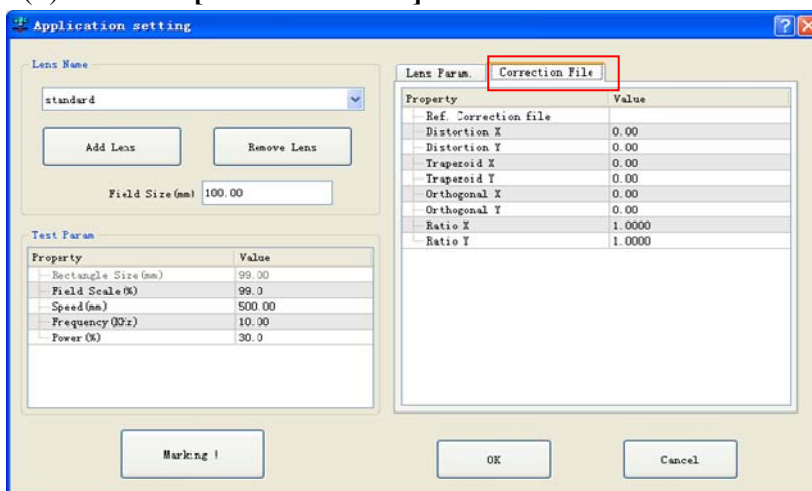 Application setting
Lens Name
standard
Add Lens
Remove Lens
Field Size(mm) 100.00
Test Param
Property Value
Rectangle Size(mm) 99.00
Field Scale(%) 99.0
Speed(mm) 500.00
Frequency(KHz) 10.00
Power(%) 30.0
Marking !
Lens Param. Correction File
Property Value
Ref. Correction file
Distortion X 0.00
Distortion Y 0.00
Trapezoid X 0.00
Trapezoid Y 0.00
Orthogonal X 0.00
Orthogonal Y 0.00
Ratio X 1.0000
Ratio Y 1.0000
OK
Cancel